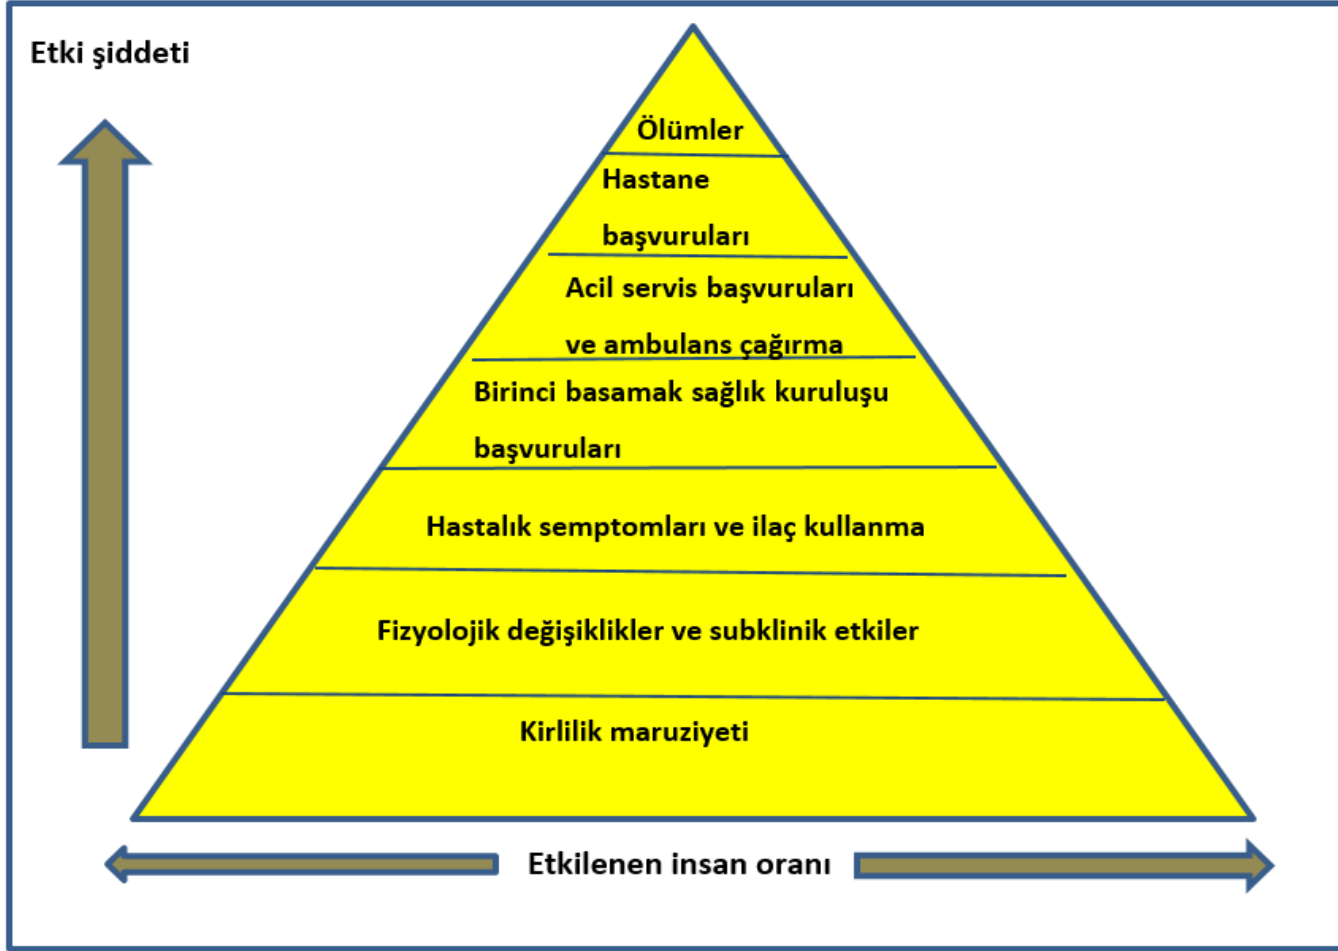 Etki şiddeti
Ölümler
Hastane
başvuruları
Acil servis başvuruları
ve ambulans çağırma
Birinci basamak sağlık kuruluşu
başvuruları
Hastalık semptomları ve ilaç kullanma
Fizyolojik değişiklikler ve subklinik etkiler
Kirlilik maruziyeti
Etkilenen insan oranı